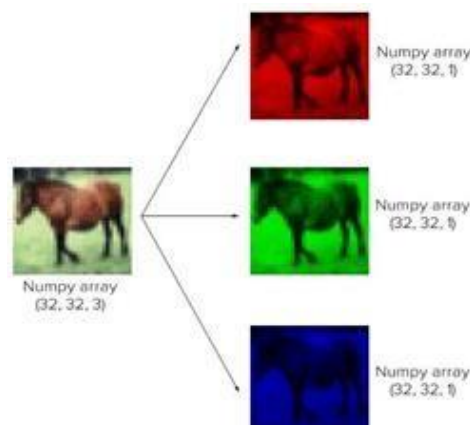 Numpy array
(32, 32, 1)
Numpy array
(32, 32, 1)
Numpy array
(32, 32, 3)
Numpy array
(32, 32, 1)